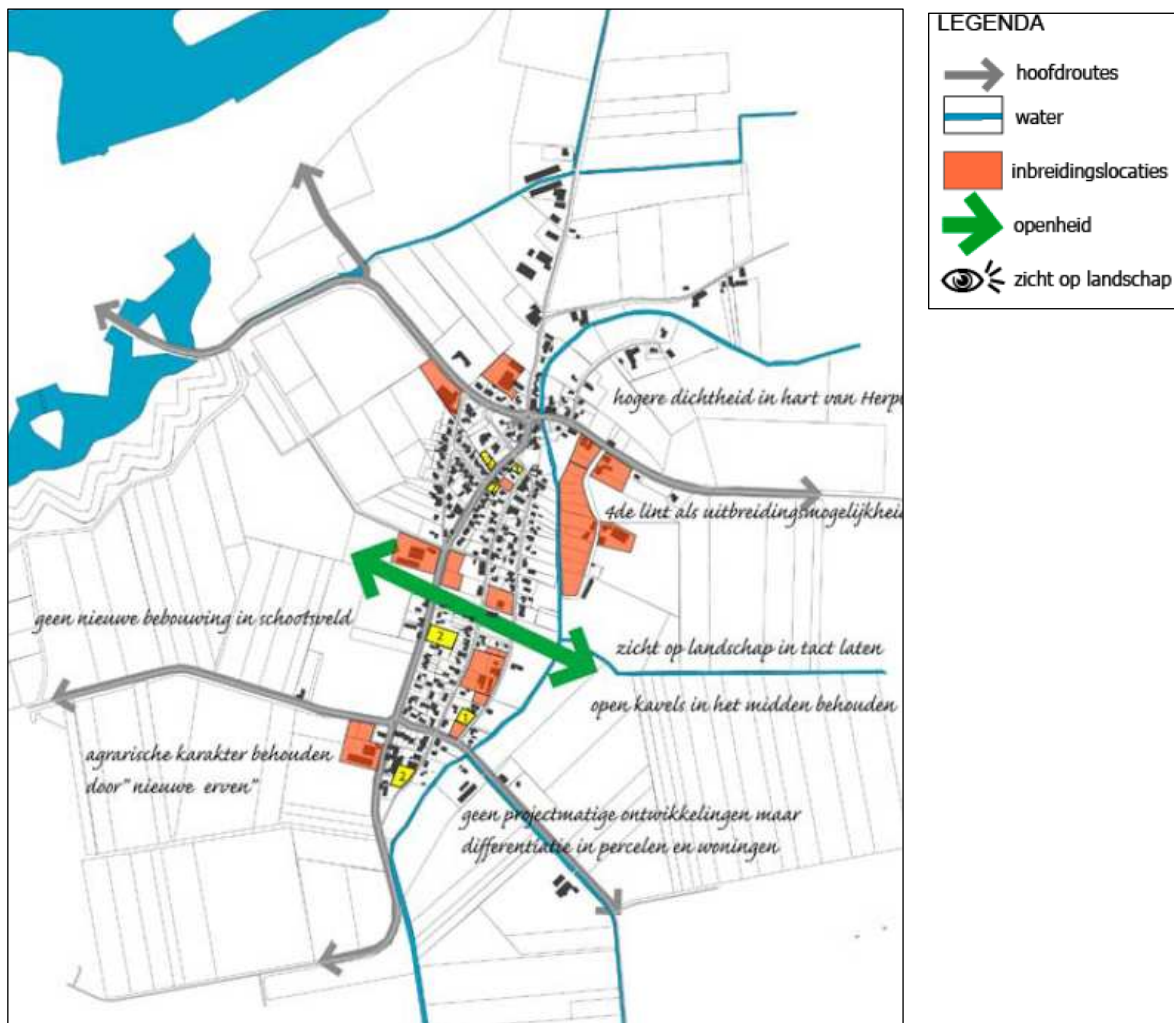 LEGENDA
hoofdroutes
water
inbreidingslocaties
openheid
zicht op landschap
hogere dichtheid in hart van Herp
4de lint als uitbreidingsmogelijkheid
geen nieuwe bebouwing in schootsveld
2
zicht op landschap in tact laten
open kavels in het midden behouden
1
agrarische karakter behouden
door "nieuwe erven"
2
geen projectmatige ontwikkelingen maar
differentiatie in percelen en woningen